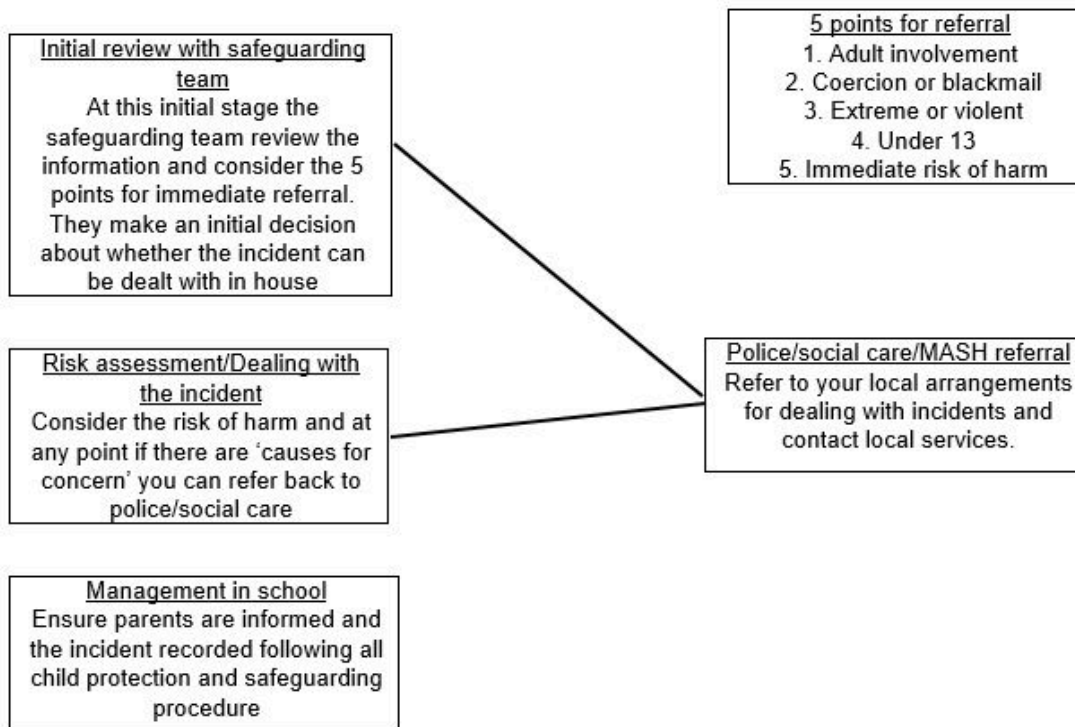 Initial review with safeguarding
team
At this initial stage the
safeguarding team review the
information and consider the 5
points for immediate referral.
They make an initial decision
about whether the incident can
be dealt with in house
5 points for referral
1. Adult involvement
2. Coercion or blackmail
3. Extreme or violent
4. Under 13
5. Immediate risk of harm
Risk assessment/Dealing with
the incident
Consider the risk of harm and at
any point if there are ‘causes for
concern’ you can refer back to
police/social care
Police/social care/MASH referral
Refer to your local arrangements
for dealing with incidents and
contact local services.
Management in school
Ensure parents are informed and
the incident recorded following all
child protection and safeguarding
procedure